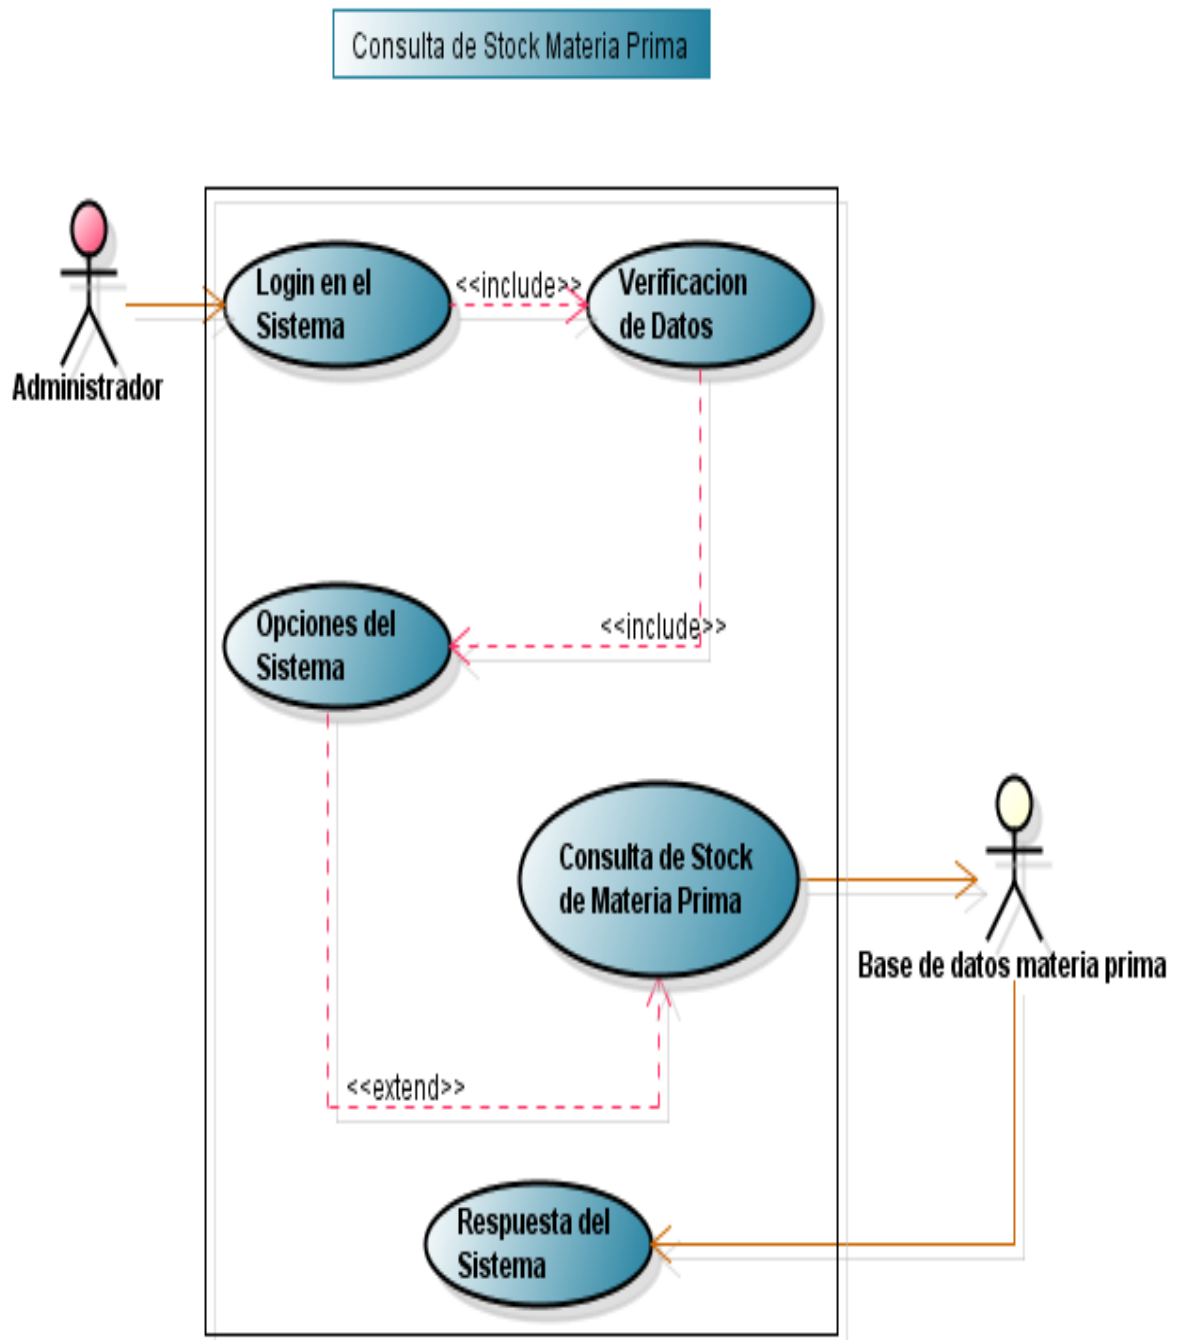 Consulta de Stock Materia Prima
Login en el
Sistema
<<include>>
Verificacion
de Datos
Administrador
Opciones del
Sistema
<<include>>
Consulta de Stock
de Materia Prima
Base de datos materia prima
<<extend>>
Respuesta del
Sistema